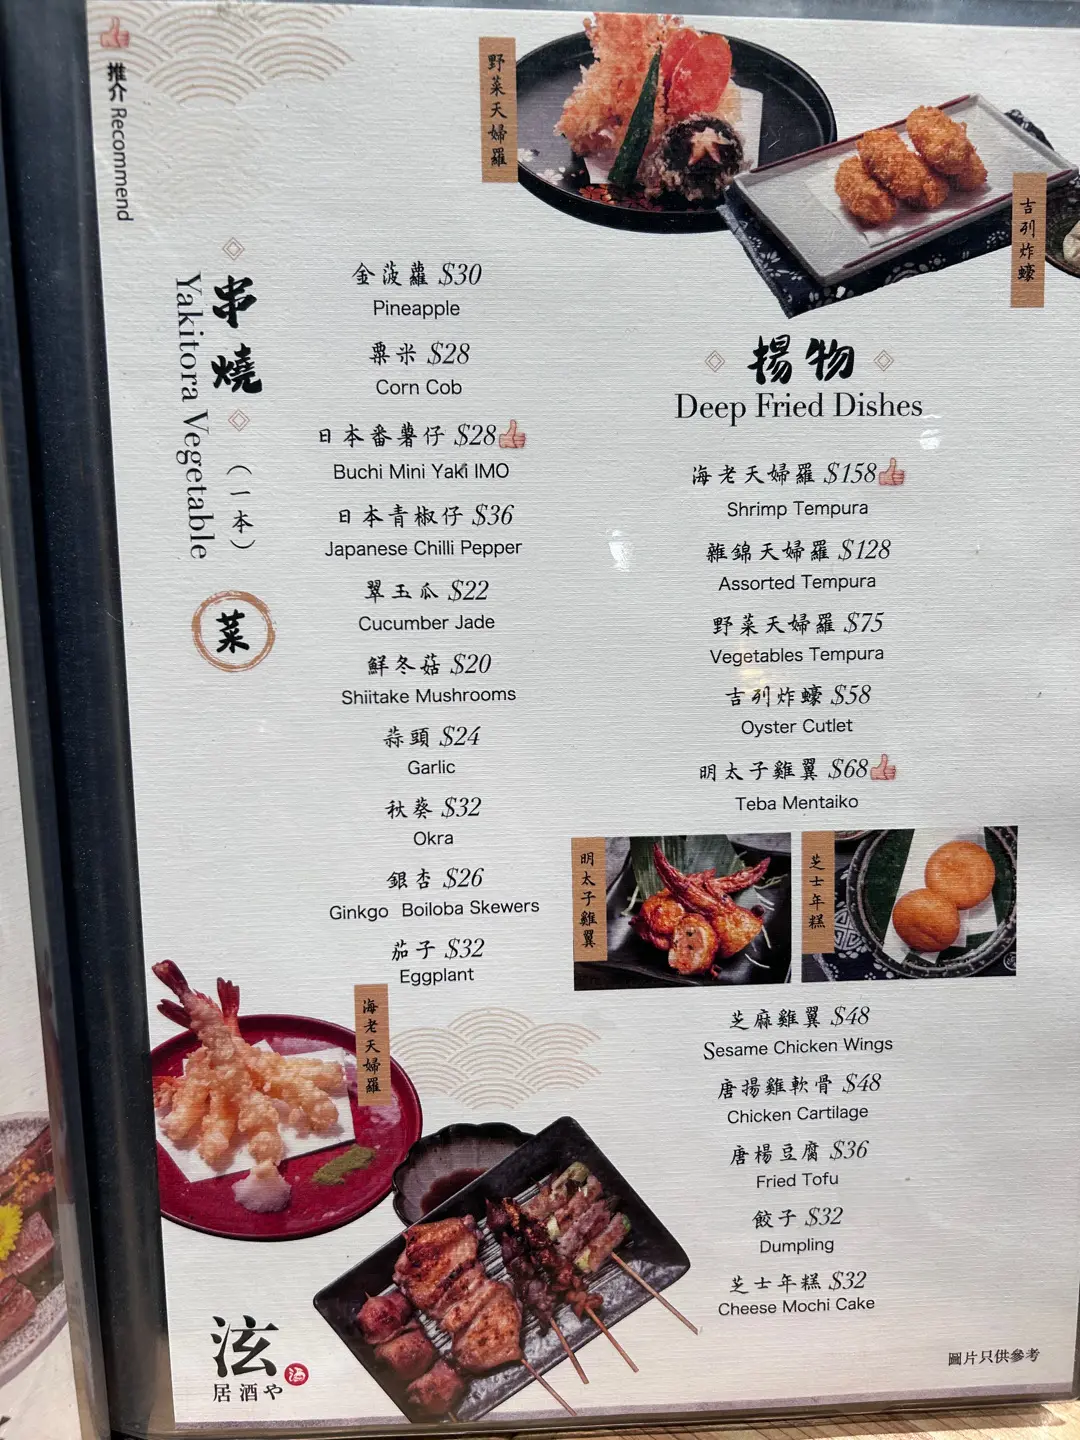 推介 Recommend
野菜天婦羅
吉列炸蠔
串燒
Yakitora Vegetable
（一本）
菜
金菠蘿 $30
Pineapple
粟米 $28
Corn Cob
日本番薯仔 $28
Buchi Mini Yaki IMO
日本青椒仔 $36
Japanese Chilli Pepper
翠玉瓜 $22
Cucumber Jade
鮮冬菇 $20
Shiitake Mushrooms
蒜頭 $24
Garlic
秋葵 $32
Okra
銀杏 $26
Ginkgo Boiloba Skewers
茄子 $32
Eggplant
揚物
Deep Fried Dishes
海老天婦羅 $158
Shrimp Tempura
雜錦天婦羅 $128
Assorted Tempura
野菜天婦羅 $75
Vegetables Tempura
吉列炸蠔 $58
Oyster Cutlet
明太子雞翼 $68
Teba Mentaiko
明太子雞翼
芝士年糕
芝麻雞翼 $48
Sesame Chicken Wings
唐揚雞軟骨 $48
Chicken Cartilage
唐楊豆腐 $36
Fried Tofu
餃子 $32
Dumpling
芝士年糕 $32
Cheese Mochi Cake
海老天婦羅
泫
居酒や
圖片只供參考